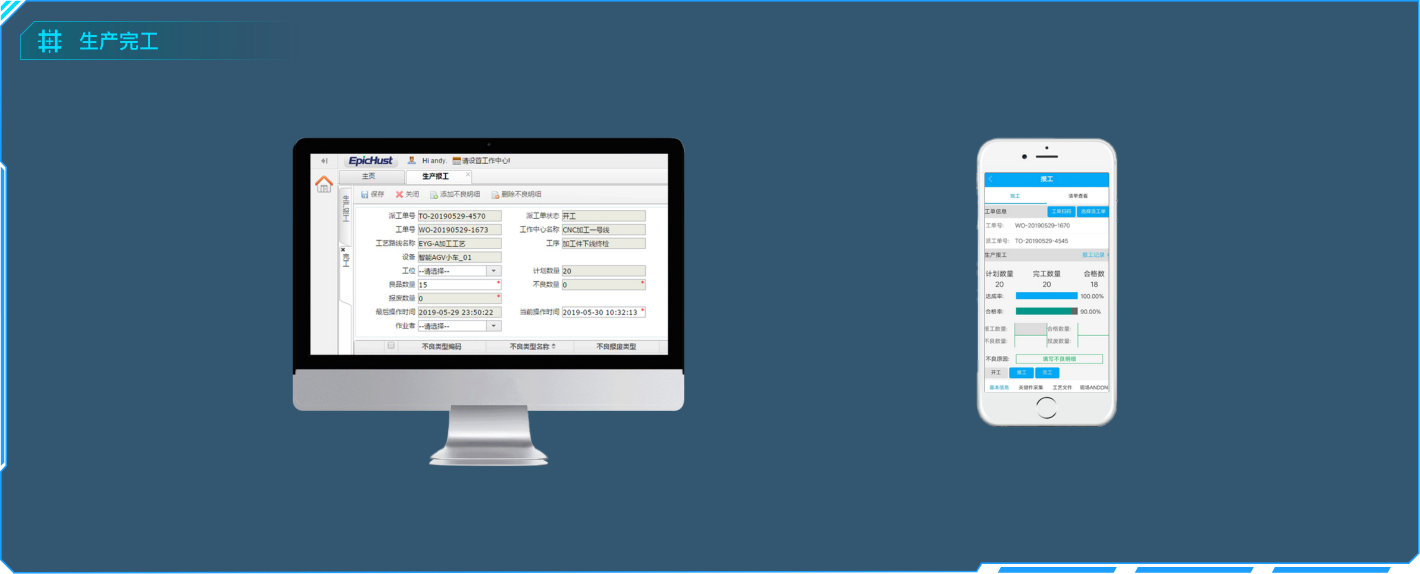 生产完工
EpicHust Hi andy. 请设置工作中心!
主页 生产报工
保存 关闭 添加不良明细 删除不良明细
生产报工
完工
派工单号 TO-20190529-4570 派工单状态 开工
工单号 WO-20190529-1673 工作中心名称 CNC加工一号线
工艺路线名称 EYG-A加工工艺 工序 加工件下线终检
设备 智能AGV小车_01
工位 --请选择-- 计划数量 20
良品数量 15 * 不良数量 0 *
报废数量 0 *
最后操作时间 2019-05-29 23:50:22 当前操作时间 2019-05-30 10:32:13 *
作业者 --请选择--
不良类型编码 不良类型名称 不良报废类型
报工
报工 清单查看
工单信息 工单扫码 选择派工单
工单号: WO-20190529-1670
派工单号: TO-20190529-4545
生产报工 报工记录
计划数量 完工数量 合格数
20 20 18
达成率: 100.00%
合格率: 90.00%
报工数量: 合格数量:
不良数量: 报废数量:
不良原因: 填写不良明细
开工 报工 完工
基本信息 关键件采集 工艺文件 现场ANDON